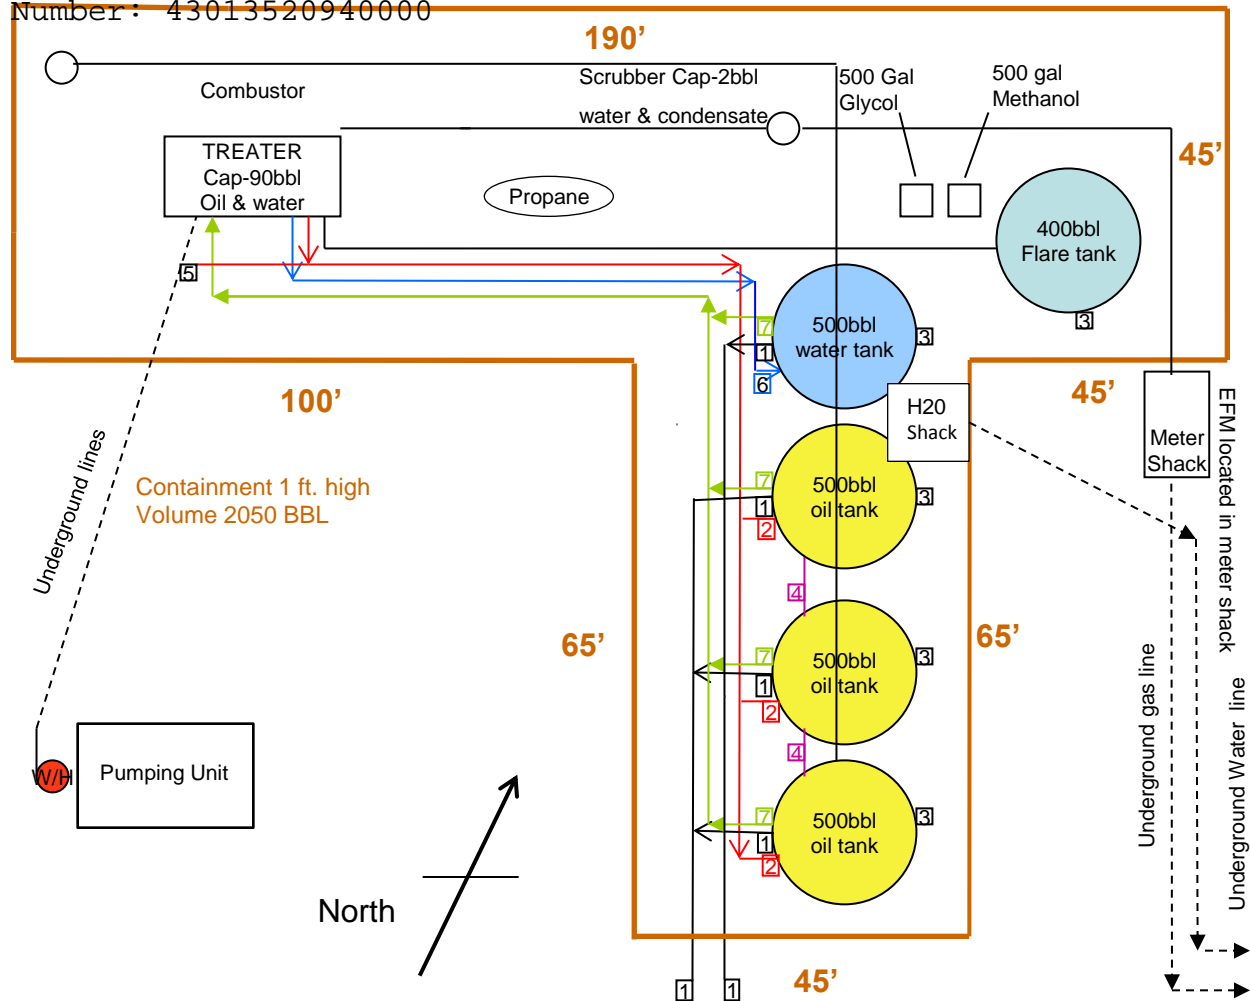 Number: 43013520940000
190’
Combustor
Scrubber Cap-2bbl
water & condensate
500 Gal
Glycol
500 gal
Methanol
45’
TREATER
Cap-90bbl
Oil & water
Propane
400bbl
Flare tank
3
5
7
500bbl
water tank
3
1
6
100’
45’
H20
Shack
Meter
Shack
EFM located in meter shack
Underground lines
Containment 1 ft. high
Volume 2050 BBL
7
500bbl
oil tank
3
1
2
4
65’
65’
7
500bbl
oil tank
3
1
2
4
Underground gas line
Underground Water line
W/H
Pumping Unit
7
500bbl
oil tank
3
1
2
North
45’
1
1